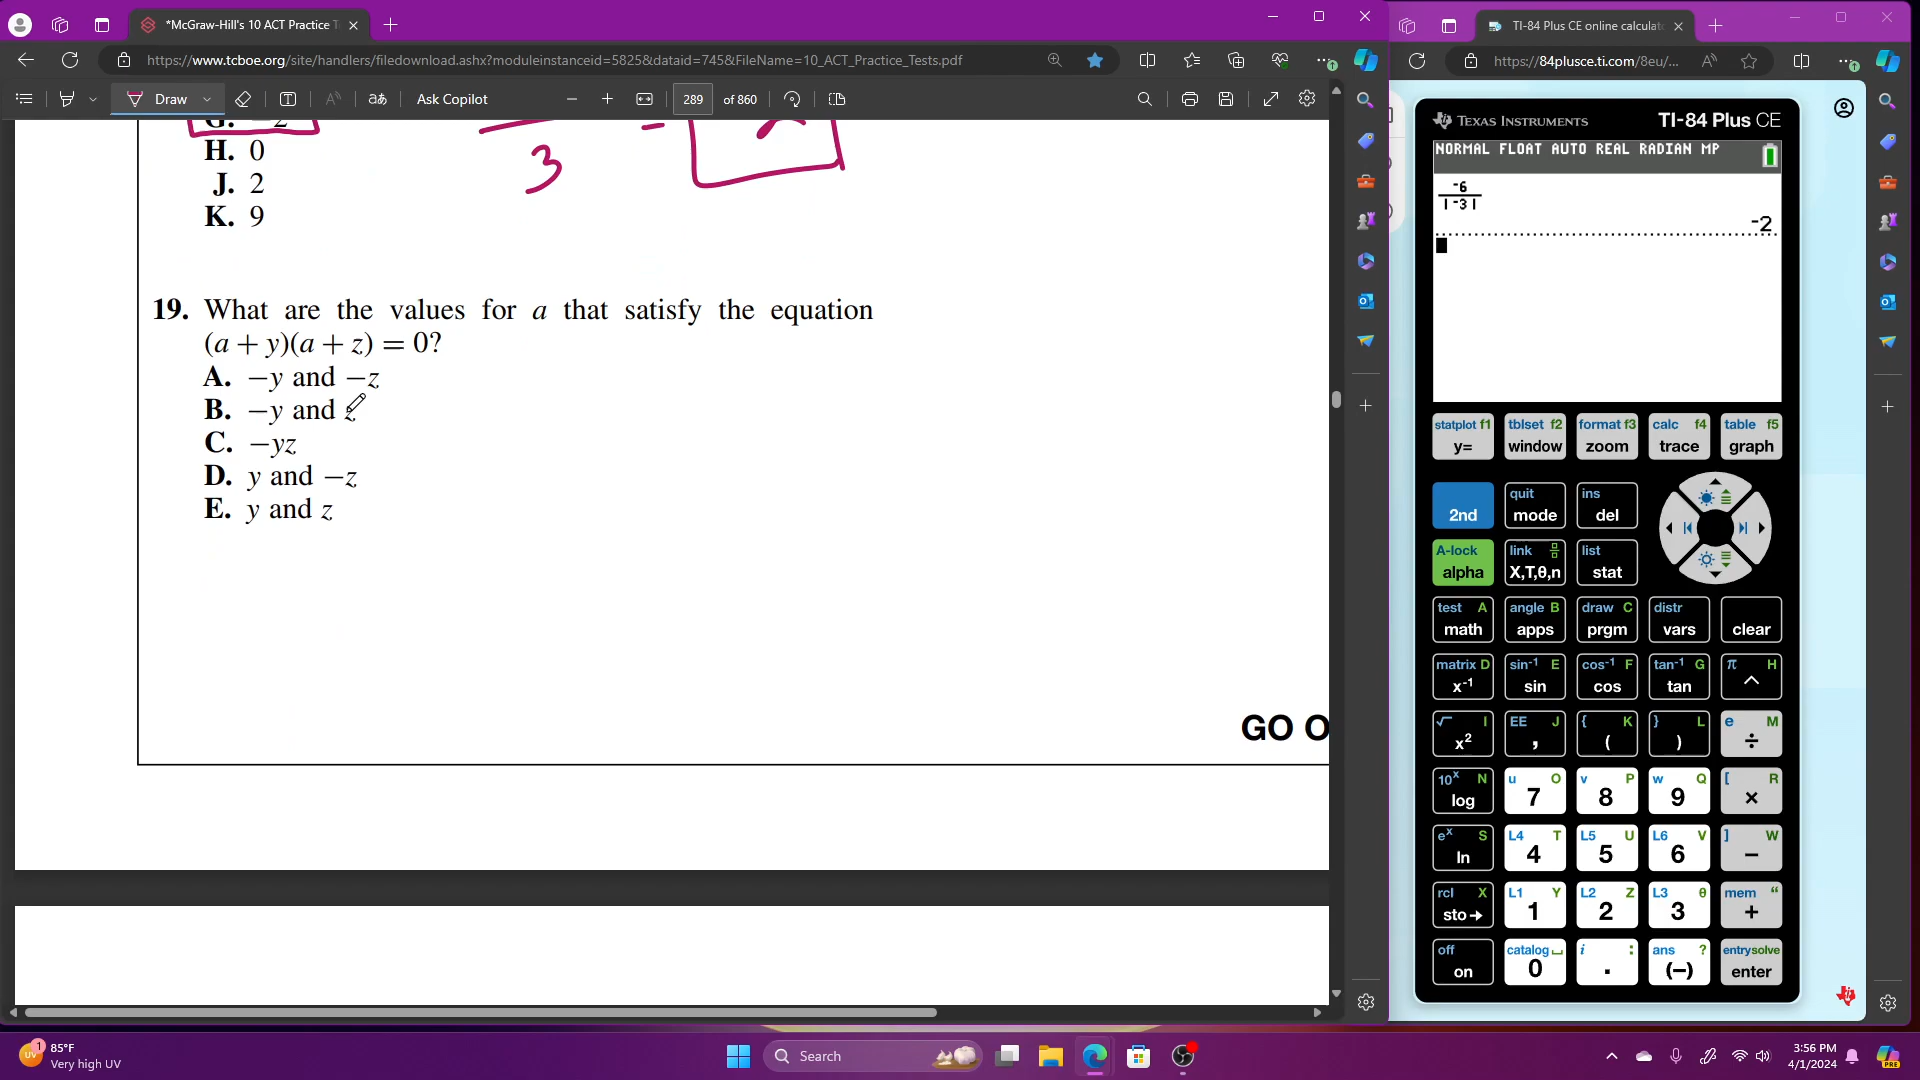 *McGraw-Hill's 10 ACT Practice T
TI-84 Plus CE online calculat
https://www.tcboe.org/site/handlers/filedownload.ashx?moduleinstanceid=5825&dataid=745&FileName=10_ACT_Practice_Tests.pdf
https://84plusce.ti.com/8eu/...
Draw
aあ
Ask Copilot
289 of 860
G. −2
H. 0
J. 2
K. 9
3 =
19. What are the values for a that satisfy the equation
(a + y)(a + z) = 0?
A. −y and −z
B. −y and z
C. −yz
D. y and −z
E. y and z
GO O
TEXAS INSTRUMENTS TI-84 Plus CE
NORMAL FLOAT AUTO REAL RADIAN MP
-6
|-3|
-2
statplot f1 tblset f2 format f3 calc f4 table f5
y= window zoom trace graph
quit ins
2nd mode del
A-lock link list
alpha X,T,θ,n stat
test A angle B draw C distr
math apps prgm vars clear
matrix D sin-1 E cos-1 F tan-1 G π H
x-1 sin cos tan ^
√ I EE J { K } L e M
x2 , ( ) ÷
10x N u O v P w Q [ R
log 7 8 9 ×
ex S L4 T L5 U L6 V ] W
ln 4 5 6 −
rcl X L1 Y L2 Z L3 θ mem “
sto→ 1 2 3 +
off catalog i : ans ? entry solve
on 0 . (−) enter
UV 1
85°F
Very high UV
Search
3:56 PM
4/1/2024
PRE